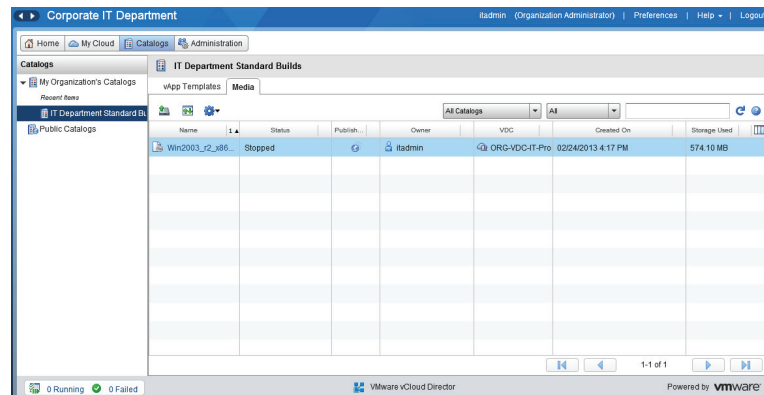 Corporate IT Department
itadmin (Organization Administrator) | Preferences | Help | Logout
Home My Cloud Catalogs Administration
Catalogs
IT Department Standard Builds
My Organization's Catalogs
vApp Templates Media
Recent Items
IT Department Standard Bu
Public Catalogs
All Catalogs All
Name 1 Status Publish... Owner VDC Created On Storage Used
Win2003_r2_x86... Stopped itadmin ORG-VDC-IT-Pro 02/24/2013 4:17 PM 574.10 MB
1-1 of 1
0 Running 0 Failed
VMware vCloud Director
Powered by vmware